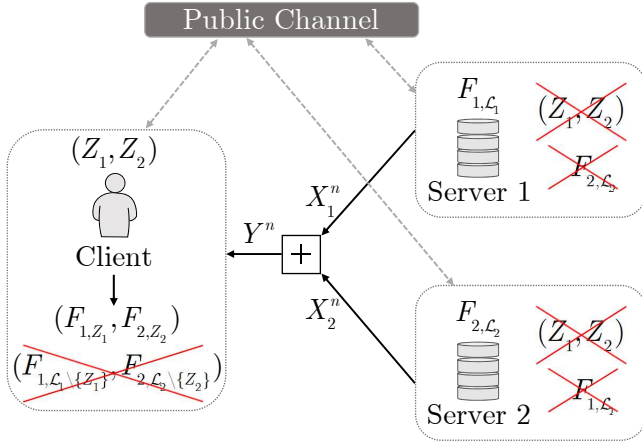 Public Channel
(Z_1, Z_2)
Client
(F_{1,Z_1}, F_{2,Z_2})
(F_{1,\mathcal{L}_1\backslash\{Z_1\}}, F_{2,\mathcal{L}_2\backslash\{Z_2\}})
Y^n
+
X_1^n
X_2^n
F_{1,\mathcal{L}_1}
Server 1
(Z_1, Z_2)
F_{2,\mathcal{L}_2}
F_{2,\mathcal{L}_2}
Server 2
(Z_1, Z_2)
F_{1,\mathcal{L}_1}